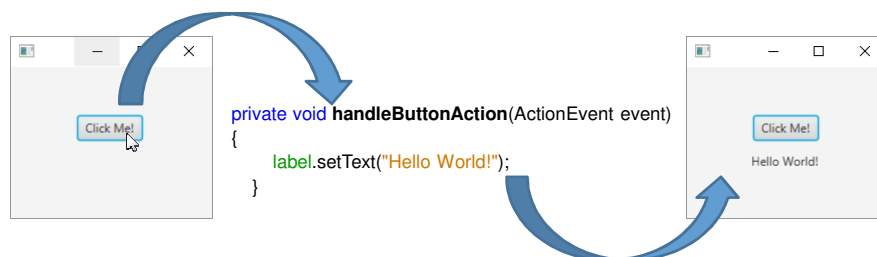 Click Me!
private void handleButtonAction(ActionEvent event)
{
label.setText("Hello World!");
}
Click Me!
Hello World!